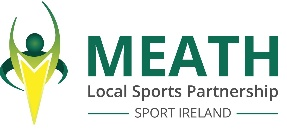 MEATH
Local Sports Partnership
SPORT IRELAND